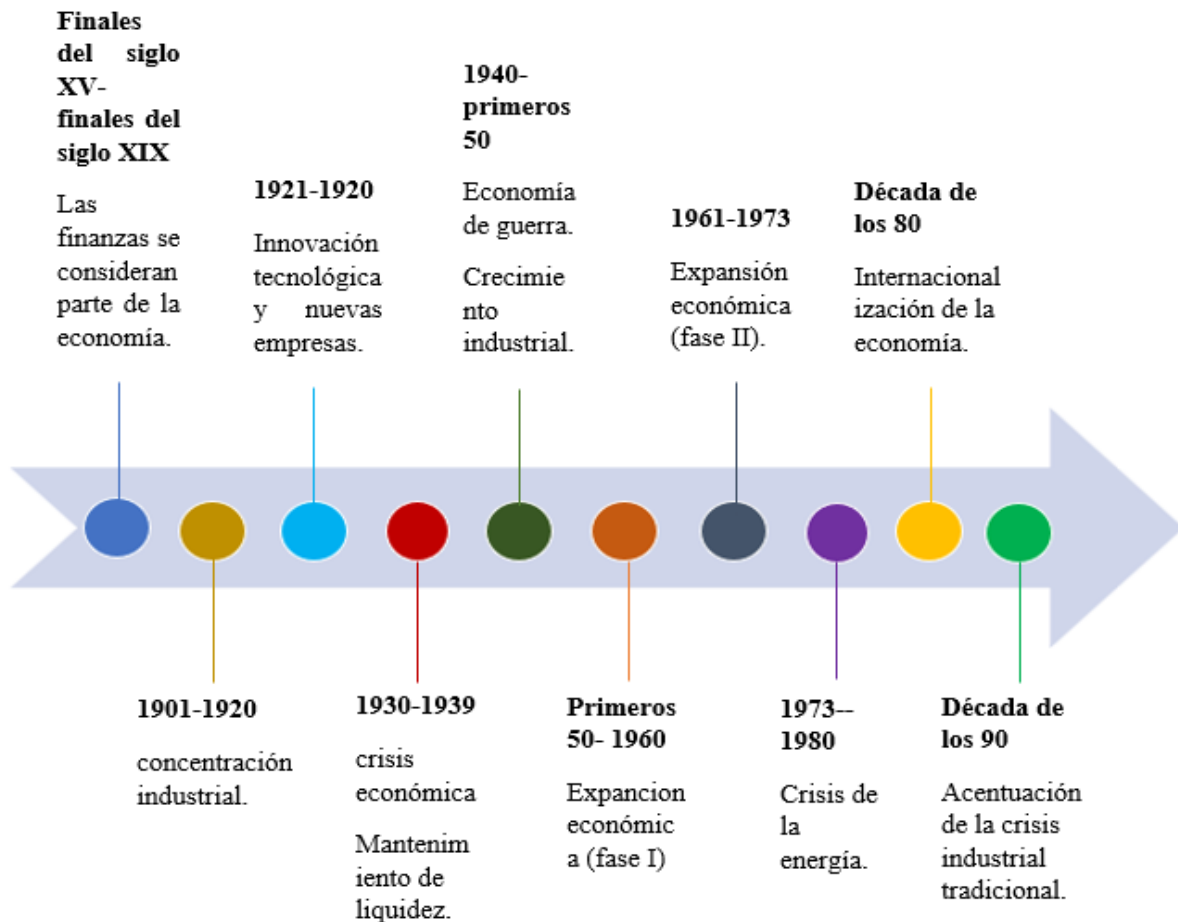 Finales
del siglo
XV-
finales del
siglo XIX
Las
finanzas se
consideran
parte de la
economía.
1901-1920
concentración
industrial.
1921-1920
Innovación
tecnológica
y nuevas
empresas.
1930-1939
crisis
económica
Mantenim
iento de
liquidez.
1940-
primeros
50
Economía
de guerra.
Crecimie
nto
industrial.
Primeros
50- 1960
Expancion
económic
a (fase I)
1961-1973
Expansión
económica
(fase II).
1973--
1980
Crisis de
la
energía.
Década de
los 80
Internacional
ización de la
economía.
Década de
los 90
Acentuación
de la crisis
industrial
tradicional.